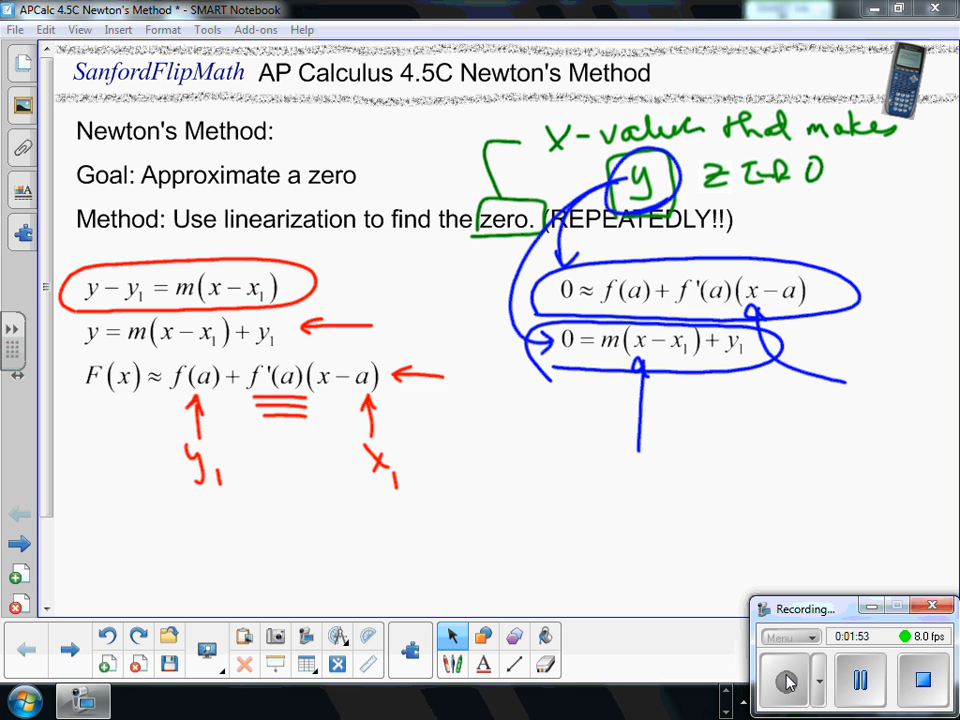 APCalc 4.5C Newton's Method * - SMART Notebook
File Edit View Insert Format Tools Add-ons Help
SanfordFlipMath AP Calculus 4.5C Newton's Method
Newton's Method:
x-values that makes
Goal: Approximate a zero
y ZERO
Method: Use linearization to find the zero. (REPEATEDLY!!)
y − y₁ = m(x − x₁)
0 ≈ f(a) + f '(a)(x − a)
y = m(x − x₁) + y₁
0 = m(x − x₁) + y₁
F(x) ≈ f(a) + f '(a)(x − a)
y₁ x₁
Recording...
Menu 0:01:53 8.0 fps